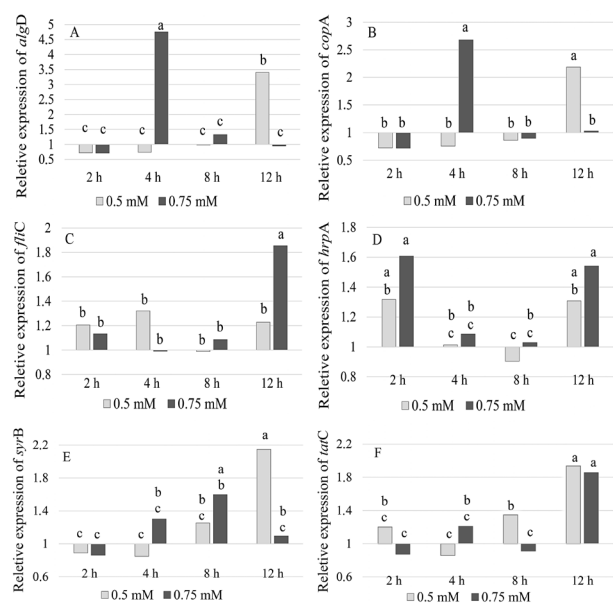 Reletive expression of algD
A
5
4.5
4
3.5
3
2.5
2
1.5
1
0.5
c c c a c c b c
2 h 4 h 8 h 12 h
0.5 mM 0.75 mM
Reletive expression of copA
B
3
2.5
2
1.5
1
0.5
b b b a b b a b
2 h 4 h 8 h 12 h
0.5 mM 0.75 mM
Reletive expression of fliC
C
2
1.8
1.6
1.4
1.2
1
0.8
b b b b b b b a
2 h 4 h 8 h 12 h
0.5 mM 0.75 mM
Reletive expression of hrpA
D
1.8
1.6
1.4
1.2
1
0.8
a b a b c b c c b c a b a
2 h 4 h 8 h 12 h
0.5 mM 0.75 mM
Reletive expression of syrB
E
2.2
1.8
1.4
1
0.6
c c c b c b c a b a b c
2 h 4 h 8 h 12 h
0.5 mM 0.75 mM
Reletive expression of tatC
F
2.2
1.8
1.4
1
0.6
b c c c b c b c a a
2 h 4 h 8 h 12 h
0.5 mM 0.75 mM